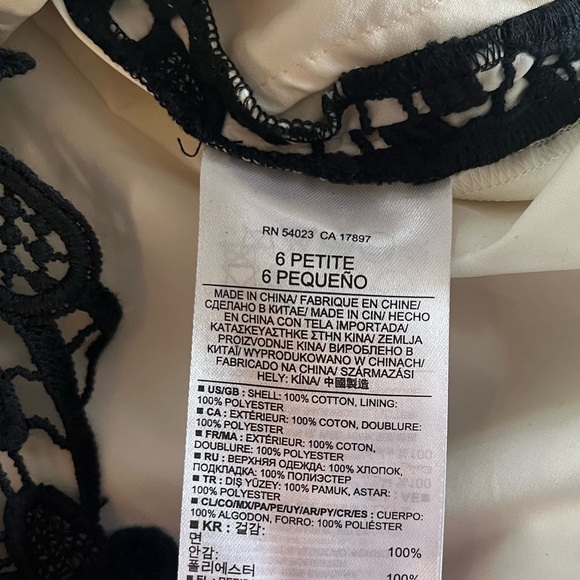 RN 54023 CA 17897
6 PETITE
6 PEQUEÑO
MADE IN CHINA/ FABRIQUE EN CHINE/
СДЕЛАНО В КИТАЕ/ MADE IN CIN/ HECHO
EN CHINA CON TELA IMPORTADA/
ΚΑΤΑΣΚΕΥΑΣΤΗΚΕ ΣΤΗΝ ΚΙΝΑ/ ZEMLJA
PROIZVODNJE KINA/ ВИРОБЛЕНО В
КИТАЇ/ WYPRODUKOWANO W CHINACH/
FABRICADO NA CHINA/ SZÁRMAZÁSI
HELY: KÍNA/ 中國製造
■ US/GB : SHELL: 100% COTTON, LINING:
100% POLYESTER
■ CA : EXTÉRIEUR: 100% COTON, DOUBLURE:
100% POLYESTER
■ FR/MA : EXTÉRIEUR: 100% COTON,
DOUBLURE: 100% POLYESTER
■ RU : ВЕРХНЯЯ ОДЕЖДА: 100% ХЛОПОК,
ПОДКЛАДКА: 100% ПОЛИЭСТЕР
■ TR : DIŞ YÜZEY: 100% PAMUK, ASTAR:
100% POLYESTER
■ CL/CO/MX/PA/PE/UY/AR/PY/CR/ES : CUERPO:
100% ALGODON, FORRO: 100% POLIÉSTER
■ KR : 겉감:
면 100%
안감:
폴리에스터 100%